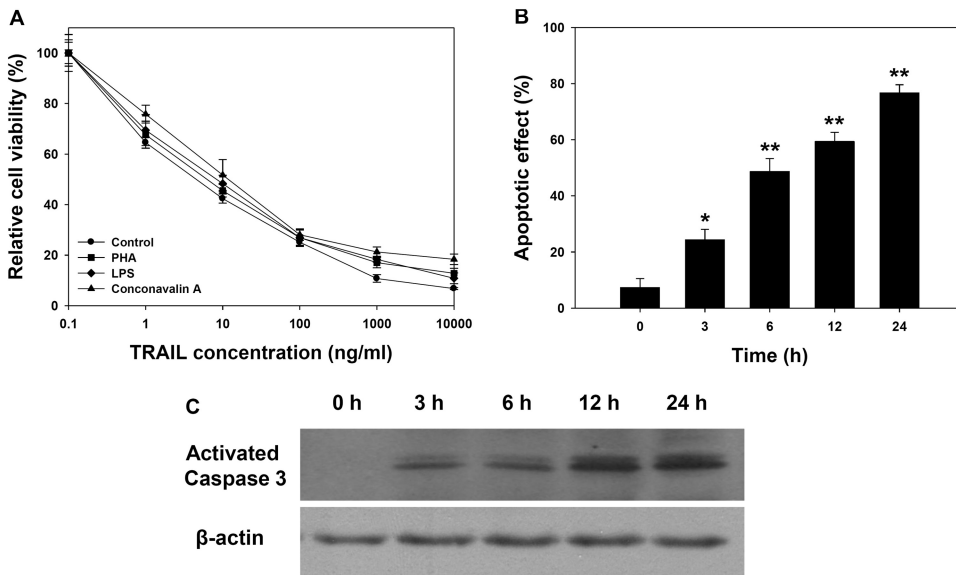 A
Relative cell viability (%)
100
80
60
40
20
0
Control
PHA
LPS
Conconavalin A
0.1 1 10 100 1000 10000
TRAIL concentration (ng/ml)
B
Apoptotic effect (%)
100
80
60
40
20
0
*
**
**
**
0 3 6 12 24
Time (h)
C
0 h 3 h 6 h 12 h 24 h
Activated
Caspase 3
β-actin